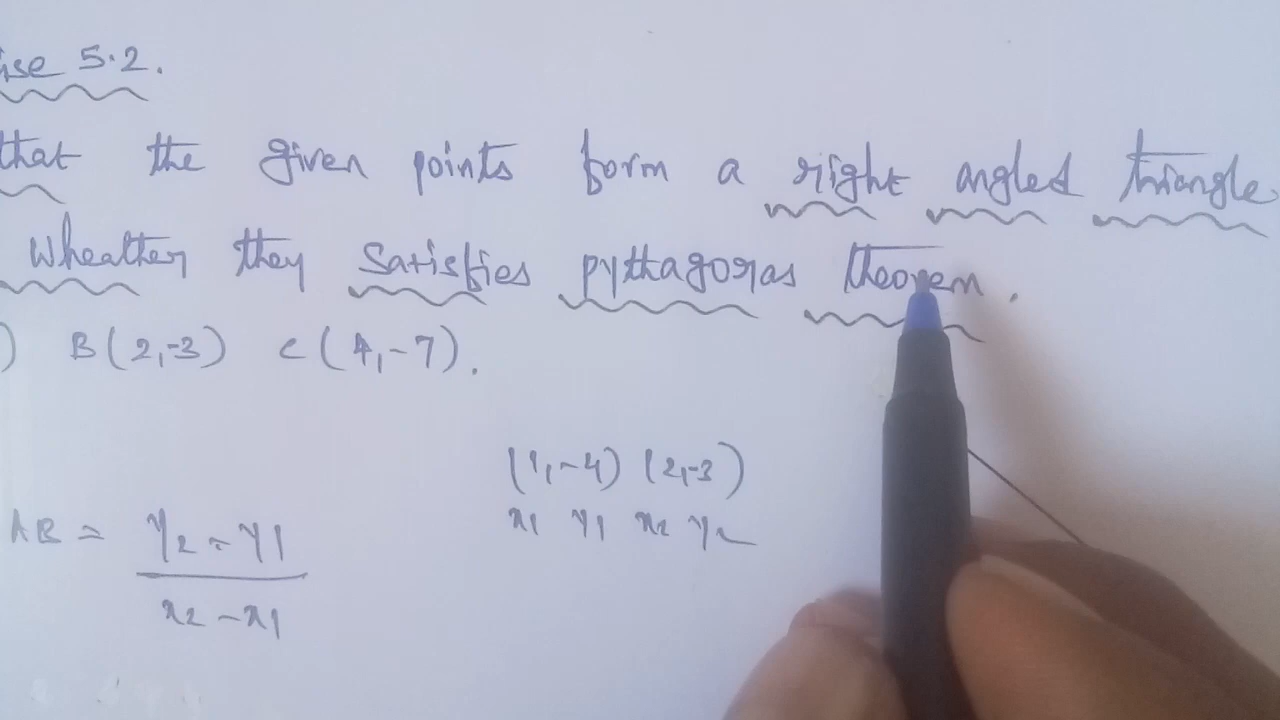 ise 5.2.
that the given points form a right angled triangle.
Wheather they satisfies pythagoras theorem.
) B(2,-3) C(4,-7).
(1,-4) (2,-3)
x1 y1 x2 y2
AB = y2-y1
x2-x1